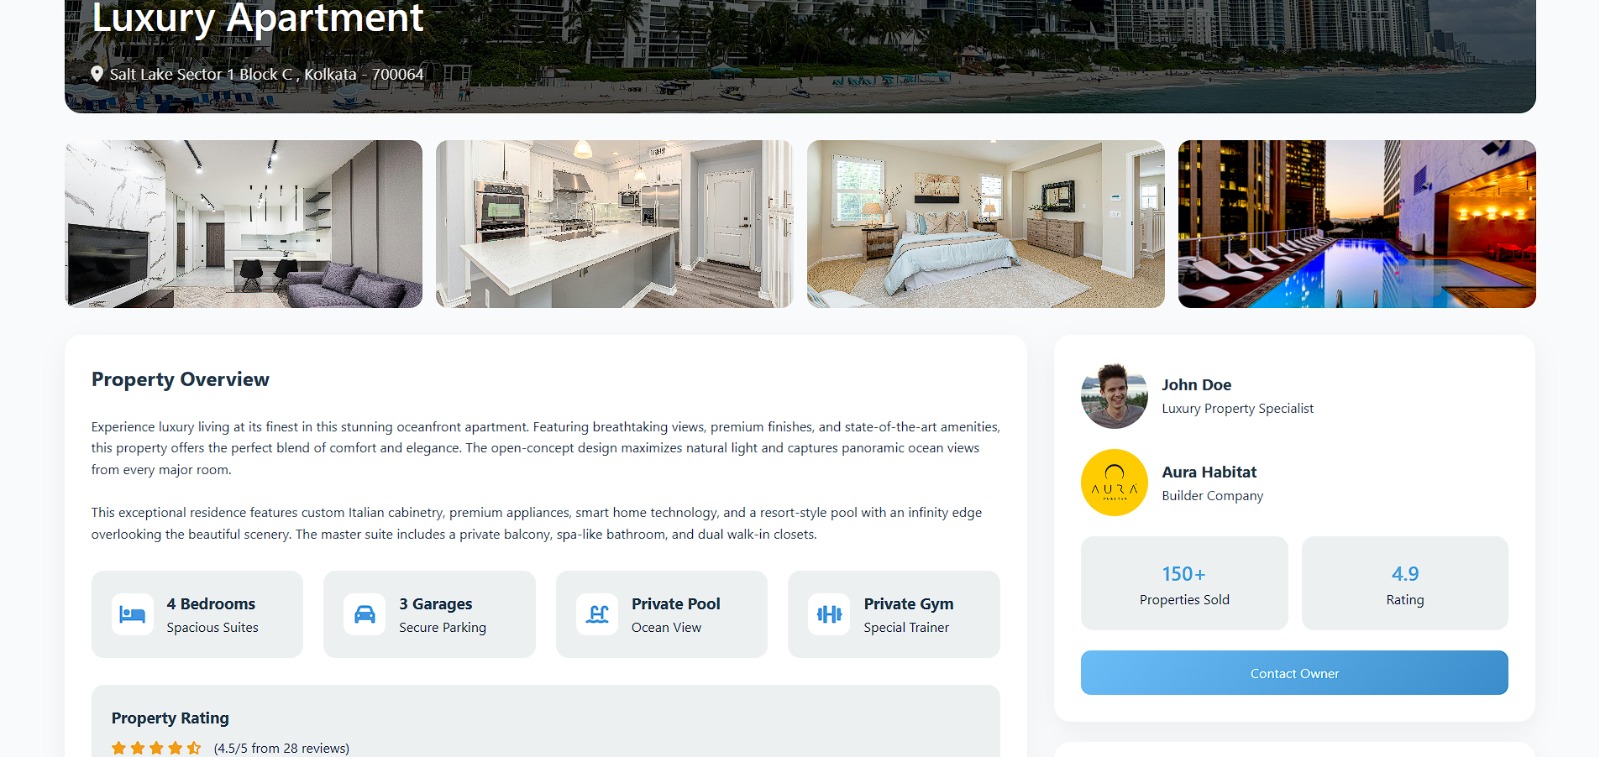 Luxury Apartment
Salt Lake Sector 1 Block C , Kolkata - 700064
Property Overview
Experience luxury living at its finest in this stunning oceanfront apartment. Featuring breathtaking views, premium finishes, and state-of-the-art amenities,
this property offers the perfect blend of comfort and elegance. The open-concept design maximizes natural light and captures panoramic ocean views
from every major room.
This exceptional residence features custom Italian cabinetry, premium appliances, smart home technology, and a resort-style pool with an infinity edge
overlooking the beautiful scenery. The master suite includes a private balcony, spa-like bathroom, and dual walk-in closets.
4 Bedrooms
Spacious Suites
3 Garages
Secure Parking
Private Pool
Ocean View
Private Gym
Special Trainer
Property Rating
(4.5/5 from 28 reviews)
John Doe
Luxury Property Specialist
AURA
Aura Habitat
Builder Company
150+
Properties Sold
4.9
Rating
Contact Owner